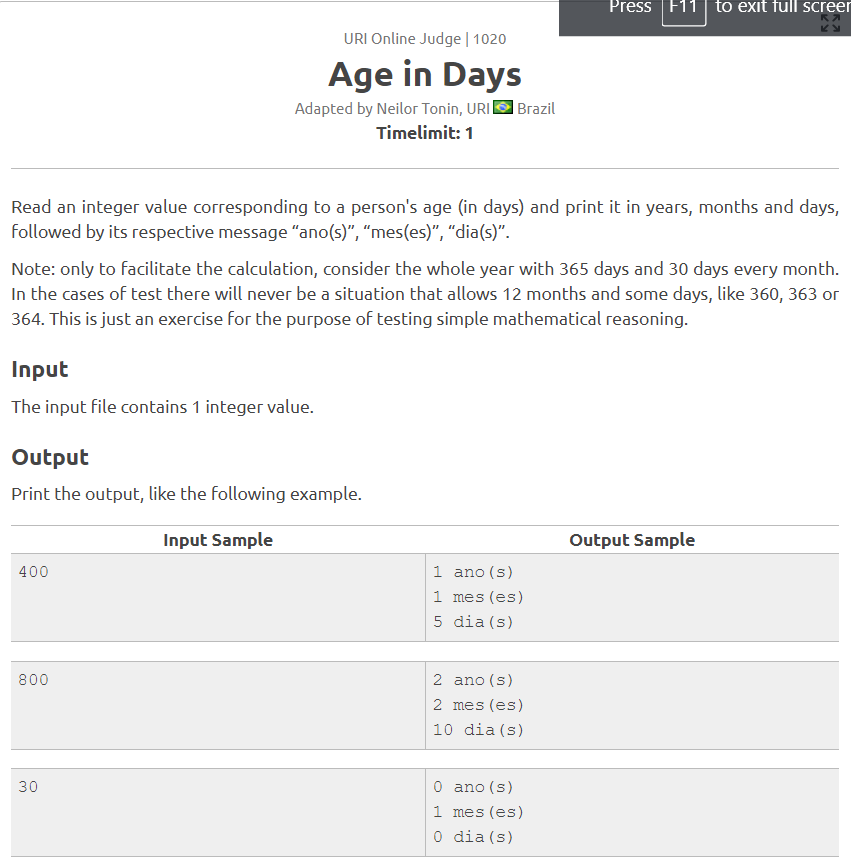 Press F11 to exit full screen
URI Online Judge | 1020
Age in Days
Adapted by Neilor Tonin, URI Brazil
Timelimit: 1
Read an integer value corresponding to a person's age (in days) and print it in years, months and days,
followed by its respective message “ano(s)”, “mes(es)”, “dia(s)”.
Note: only to facilitate the calculation, consider the whole year with 365 days and 30 days every month.
In the cases of test there will never be a situation that allows 12 months and some days, like 360, 363 or
364. This is just an exercise for the purpose of testing simple mathematical reasoning.
Input
The input file contains 1 integer value.
Output
Print the output, like the following example.
Input Sample Output Sample
400 1 ano(s)
1 mes(es)
5 dia(s)
800 2 ano(s)
2 mes(es)
10 dia(s)
30 0 ano(s)
1 mes(es)
0 dia(s)